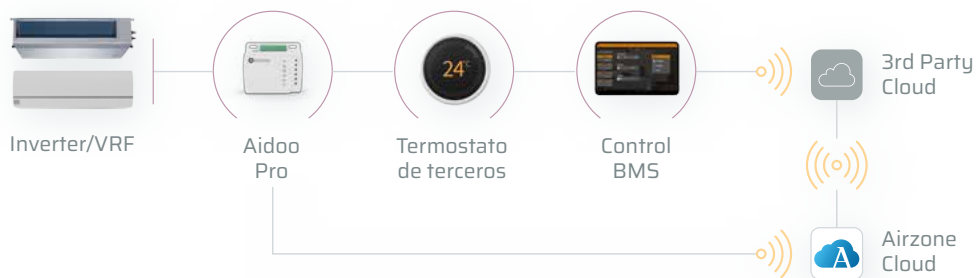 Inverter/VRF
Aidoo
Pro
24°
Termostato
de terceros
Control
BMS
3rd Party
Cloud
A
Airzone
Cloud